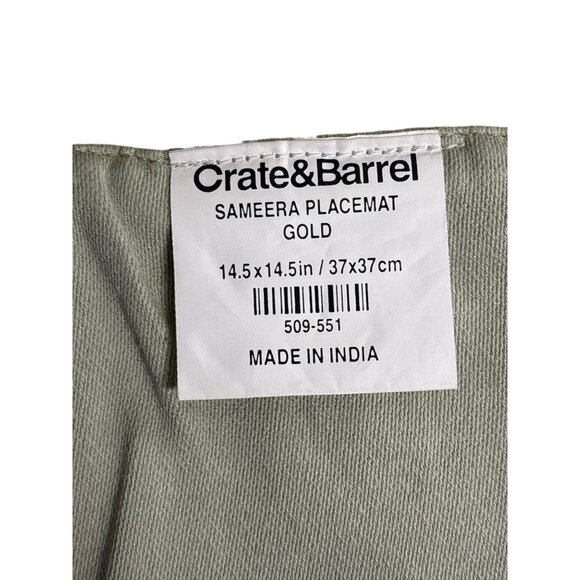 Crate&Barrel
SAMEERA PLACEMAT
GOLD
14.5x14.5in / 37x37cm
509-551
MADE IN INDIA